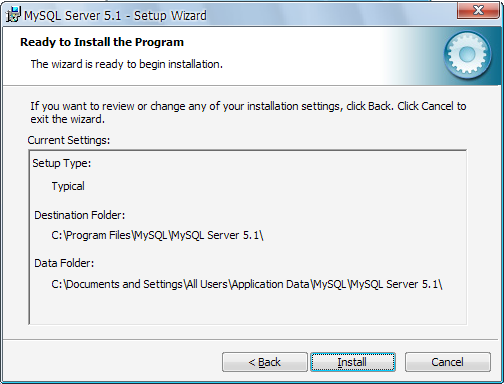 MySQL Server 5.1 - Setup Wizard
Ready to Install the Program
The wizard is ready to begin installation.
If you want to review or change any of your installation settings, click Back. Click Cancel to
exit the wizard.
Current Settings:
Setup Type:
Typical
Destination Folder:
C:\Program Files\MySQL\MySQL Server 5.1\
Data Folder:
C:\Documents and Settings\All Users\Application Data\MySQL\MySQL Server 5.1\
< Back
Install
Cancel